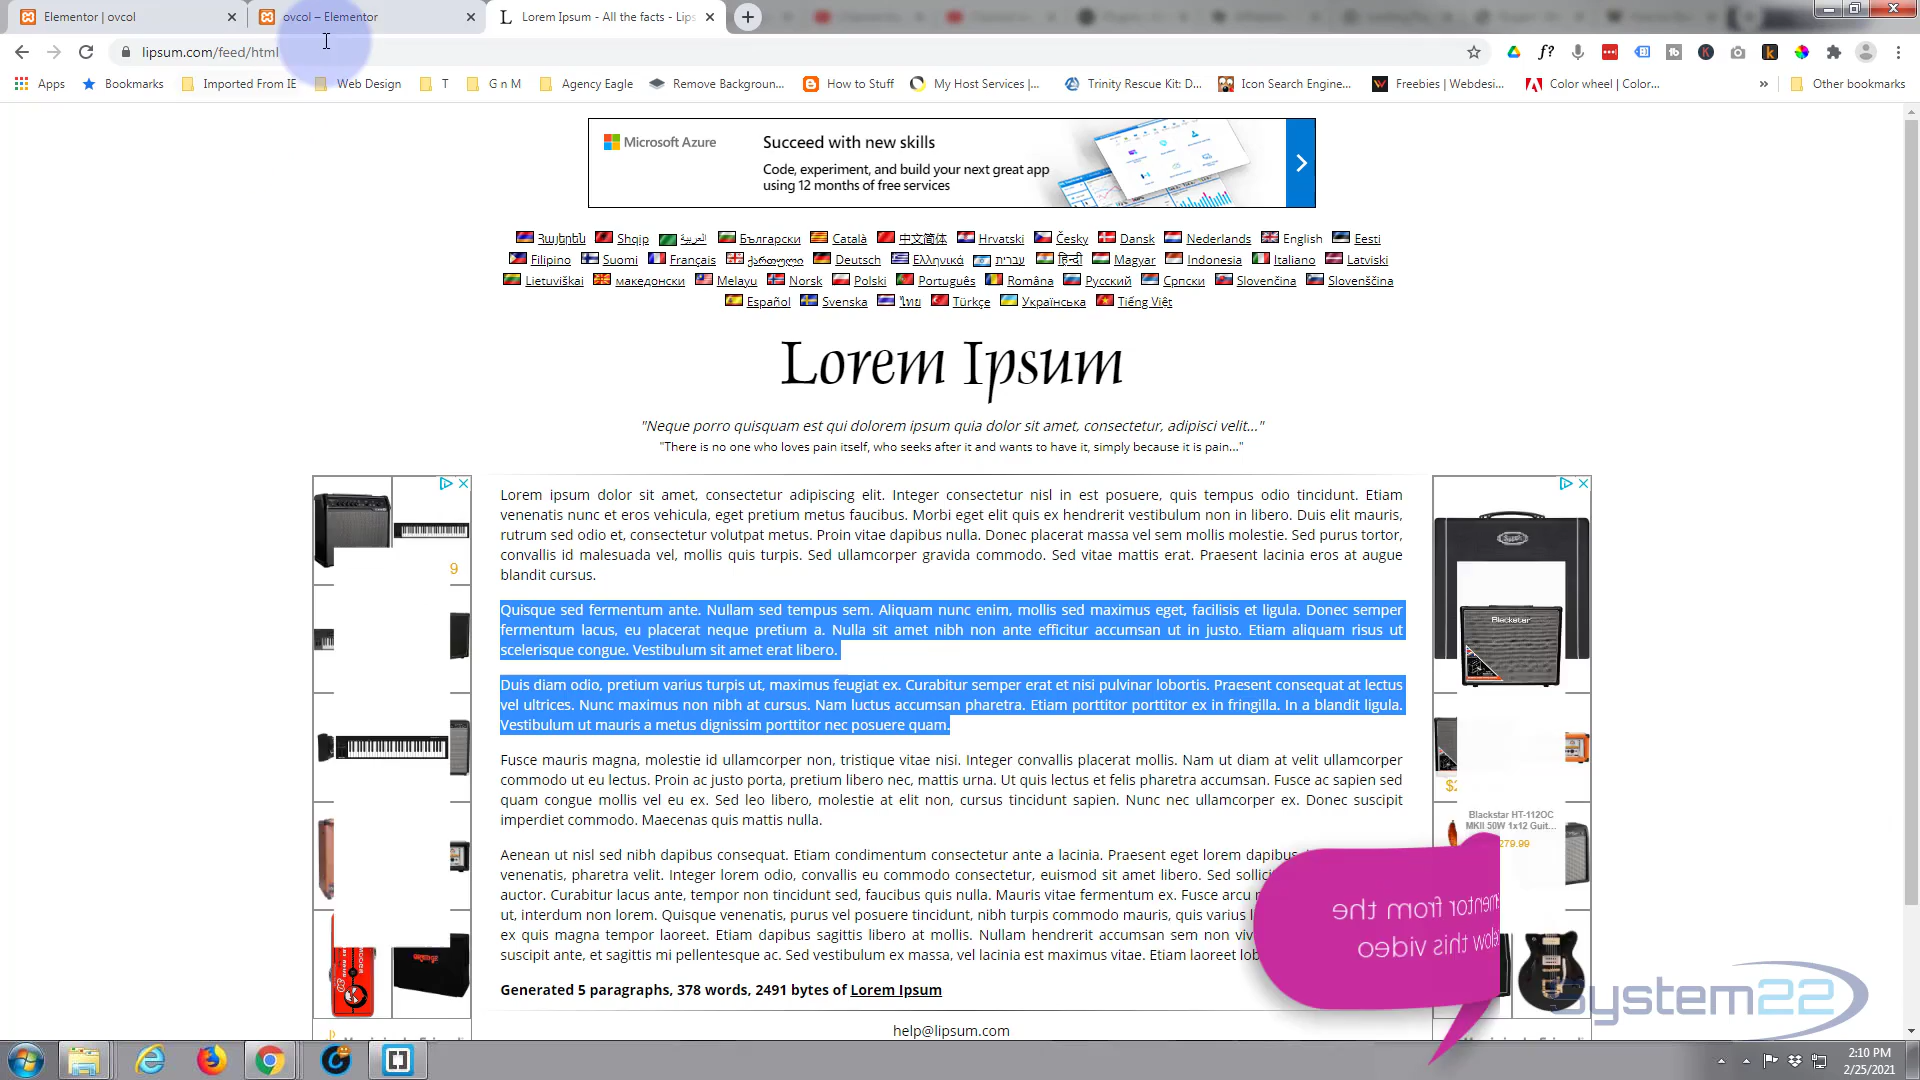 Elementor | ovcol
ovcol – Elementor
Lorem Ipsum - All the facts - Lips
lipsum.com/feed/html
Apps
Bookmarks
Imported From IE
Web Design
T
G n M
Agency Eagle
Remove Backgroun...
How to Stuff
My Host Services |...
Trinity Rescue Kit: D...
Icon Search Engine...
Freebies | Webdesi...
Color wheel | Color...
»
Other bookmarks
Microsoft Azure
Succeed with new skills
Code, experiment, and build your next great app
using 12 months of free services
Հայերեն Shqip العربية Български Català 中文简体 Hrvatski Česky Dansk Nederlands English Eesti
Filipino Suomi Français ქართული Deutsch Ελληνικά עברית हिन्दी Magyar Indonesia Italiano Latviski
Lietuviškai македонски Melayu Norsk Polski Português Româna Русский Српски Slovenčina Slovenščina
Español Svenska ไทย Türkçe Українська Tiếng Việt
Lorem Ipsum
"Neque porro quisquam est qui dolorem ipsum quia dolor sit amet, consectetur, adipisci velit..."
"There is no one who loves pain itself, who seeks after it and wants to have it, simply because it is pain..."
Lorem ipsum dolor sit amet, consectetur adipiscing elit. Integer consectetur nisl in est posuere, quis tempus odio tincidunt. Etiam
venenatis nunc et eros vehicula, eget pretium metus faucibus. Morbi eget elit quis ex hendrerit vestibulum non in libero. Duis elit mauris,
rutrum sed odio et, consectetur volutpat metus. Proin vitae dapibus nulla. Donec placerat massa vel sem mollis molestie. Sed purus tortor,
convallis id malesuada vel, mollis quis turpis. Sed ullamcorper gravida commodo. Sed vitae mattis erat. Praesent lacinia eros at augue
blandit cursus.
Quisque sed fermentum ante. Nullam sed tempus sem. Aliquam nunc enim, mollis sed maximus eget, facilisis et ligula. Donec semper
fermentum lacus, eu placerat neque pretium a. Nulla sit amet nibh non ante efficitur accumsan ut in justo. Etiam aliquam risus ut
scelerisque congue. Vestibulum sit amet erat libero.
Duis diam odio, pretium varius turpis ut, maximus feugiat ex. Curabitur semper erat et nisi pulvinar lobortis. Praesent consequat at lectus
vel ultrices. Nunc maximus non nibh at cursus. Nam luctus accumsan pharetra. Etiam porttitor porttitor ex in fringilla. In a blandit ligula.
Vestibulum ut mauris a metus dignissim porttitor nec posuere quam.
Fusce mauris magna, molestie id ullamcorper non, tristique vitae nisi. Integer convallis placerat mollis. Nam ut diam at velit ullamcorper
commodo ut eu lectus. Proin ac justo porta, pretium libero nec, mattis urna. Ut quis lectus et felis pharetra accumsan. Fusce ac sapien sed
quam congue mollis vel eu ex. Sed leo libero, molestie at elit non, cursus tincidunt sapien. Nunc nec ullamcorper ex. Donec suscipit
imperdiet commodo. Maecenas quis mattis nulla.
Aenean ut nisl sed nibh dapibus consequat. Etiam condimentum consectetur ante a lacinia. Praesent eget lorem dapibus,
venenatis, pharetra velit. Integer lorem odio, convallis eu commodo consectetur, euismod sit amet libero. Sed sollic
auctor. Curabitur lacus ante, tempor non tincidunt sed, faucibus quis nulla. Mauris vitae fermentum ex. Fusce arcu
ut, interdum non lorem. Quisque venenatis, purus vel posuere tincidunt, nibh turpis commodo mauris, quis varius l
ex quis magna tempor laoreet. Etiam dapibus sagittis libero at mollis. Nullam hendrerit accumsan sem non viv
suscipit ante, et sagittis mi pellentesque ac. Sed vestibulum ex massa, vel lacinia est maximus vitae. Etiam laoreet lob
Generated 5 paragraphs, 378 words, 2491 bytes of Lorem Ipsum
help@lipsum.com
9
Blackstar
Blackstar HT-112OC
MKII 50W 1x12 Guit...
279.99
mentor from the
elow this video
System22
2:10 PM
2/25/2021